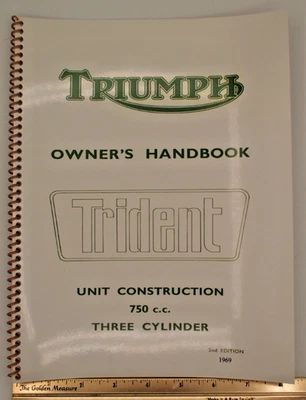 TRIUMPH
OWNER'S HANDBOOK
Trident
UNIT CONSTRUCTION
750 c.c.
THREE CYLINDER
2nd EDITION
1969
The Golden Measure